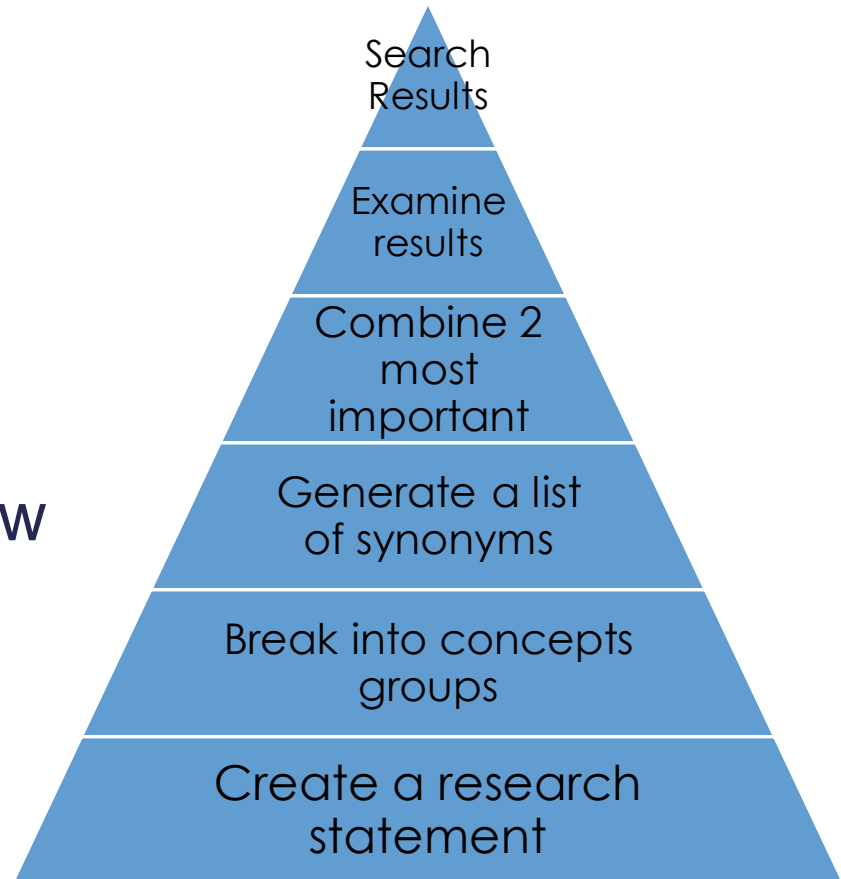 Search
Results
Examine
results
Combine 2
most
important
Generate a list
of synonyms
w
Break into concepts
groups
Create a research
statement